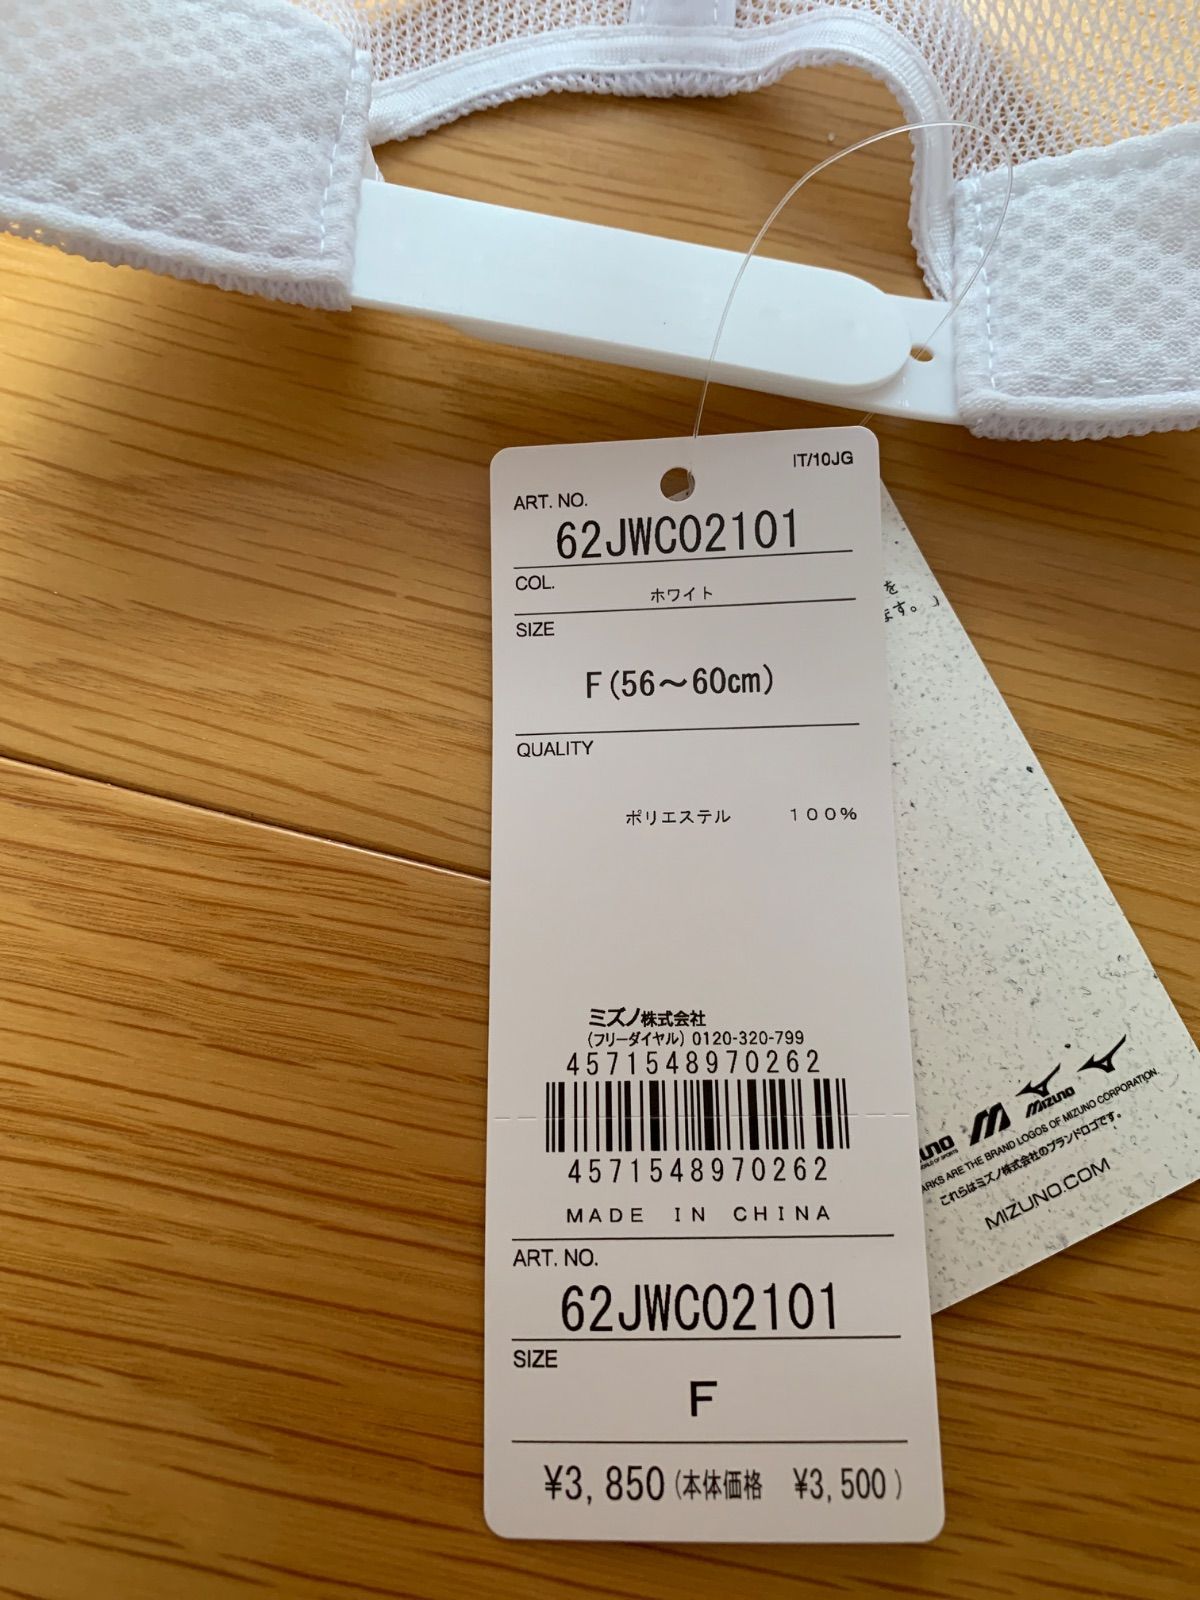 IT/10JG
ART. NO.
62JWC02101
COL.
ホワイト
SIZE
F(56～60cm)
QUALITY
ポリエステル 100%
ミズノ株式会社
(フリーダイヤル) 0120-320-799
4571548970262
4571548970262
MADE IN CHINA
ART. NO.
62JWC02101
SIZE
F
¥3,850(本体価格 ¥3,500)
を
ます。」
MIZUNO
ARE THE BRAND LOGOS OF MIZUNO CORPORATION.
これらはミズノ株式会社のブランドロゴです。
MIZUNO.COM